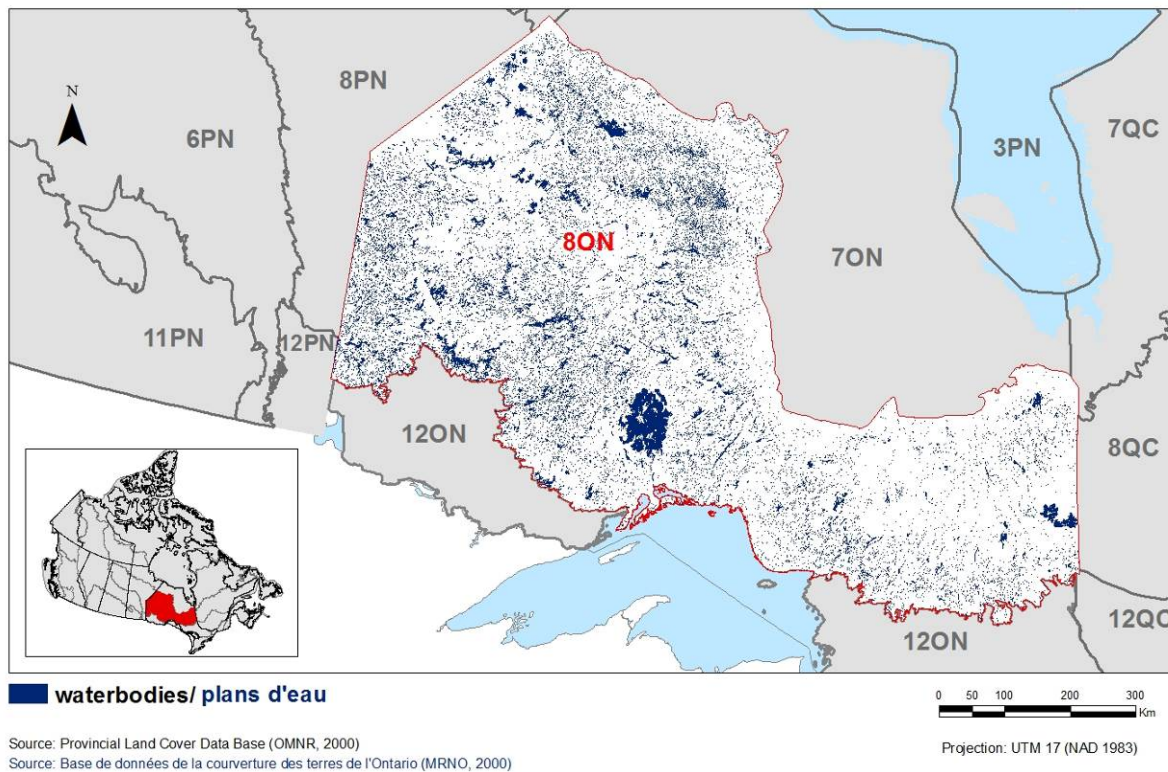 N
8PN
6PN
7QC
3PN
8ON
7ON
11PN
12PN
12ON
8QC
12ON
12QC
waterbodies/ plans d'eau
0 50 100 200 300
Km
Source: Provincial Land Cover Data Base (OMNR, 2000)
Projection: UTM 17 (NAD 1983)
Source: Base de données de la courverture des terres de l'Ontario (MRNO, 2000)